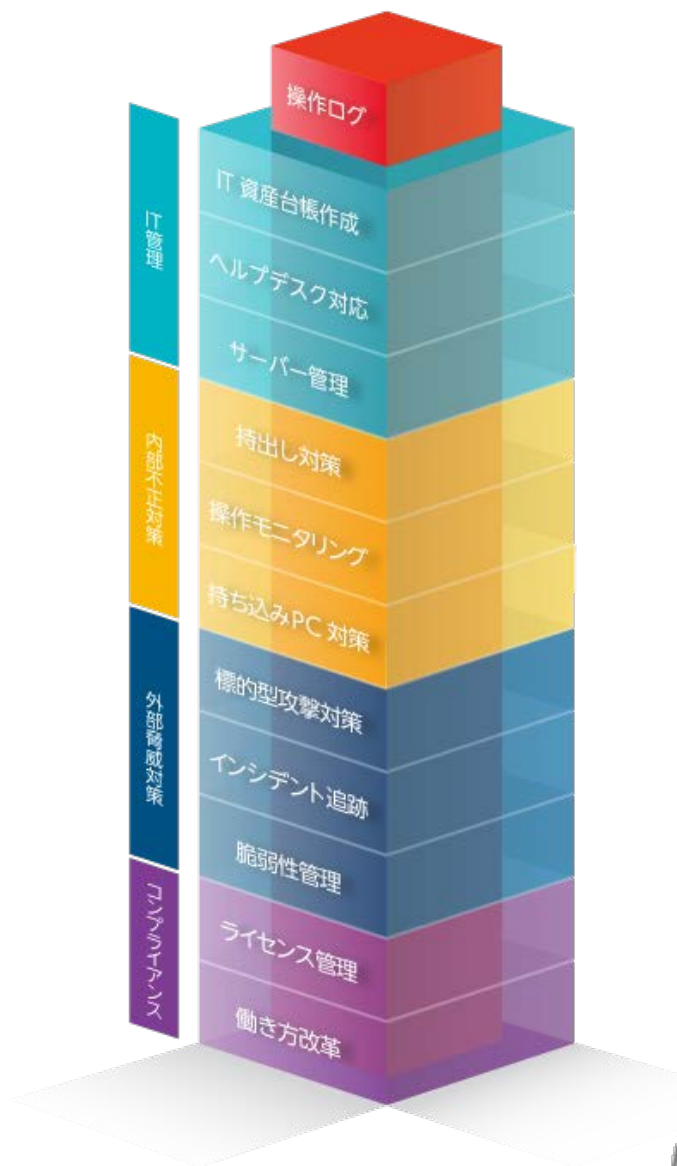 操作ログ
IT管理
IT 資産台帳作成
ヘルプデスク対応
サーバー管理
内部不正対策
持出し対策
操作モニタリング
持ち込みPC 対策
外部脅威対策
標的型攻撃対策
インシデント追跡
脆弱性管理
コンプライアンス
ライセンス管理
働き方改革